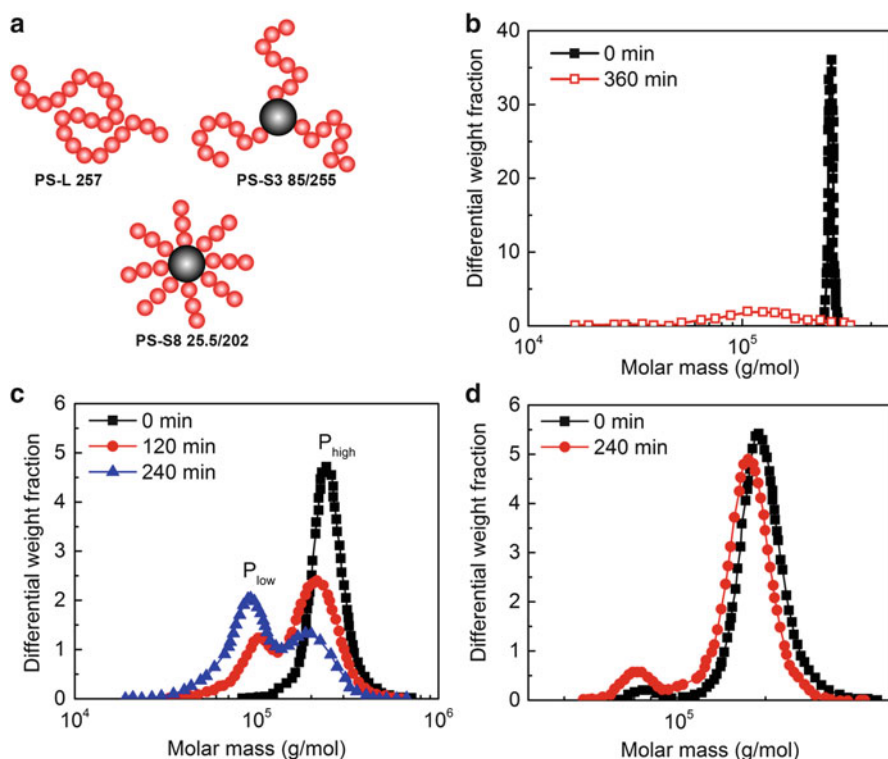 a
PS-L 257
PS-S3 85/255
PS-S8 25.5/202
b
0 min
360 min
Differential weight fraction
40
30
20
10
0
10^4
10^5
Molar mass (g/mol)
c
0 min
120 min
240 min
P_high
P_low
Differential weight fraction
6
5
4
3
2
1
0
10^4
10^5
10^6
Molar mass (g/mol)
d
0 min
240 min
Differential weight fraction
6
5
4
3
2
1
0
10^5
Molar mass (g/mol)